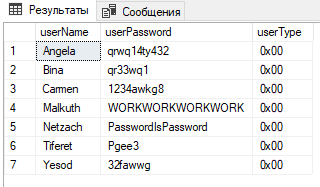 Результаты Сообщения
userName userPassword userType
1 Angela qrwq14ty432 0x00
2 Bina qr33wq1 0x00
3 Carmen 1234awkg8 0x00
4 Malkuth WORKWORKWORKWORK 0x00
5 Netzach PasswordIsPassword 0x00
6 Tiferet Pgee3 0x00
7 Yesod 32fawwg 0x00